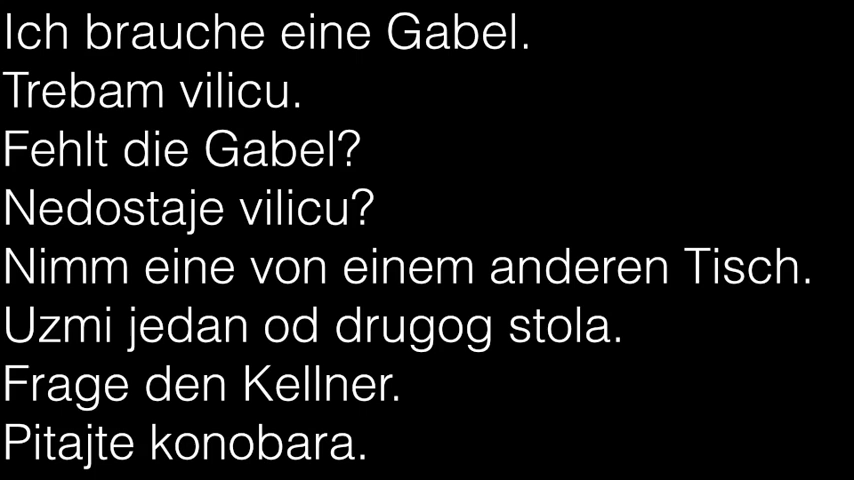 Ich brauche eine Gabel.
Trebam vilicu.
Fehlt die Gabel?
Nedostaje vilicu?
Nimm eine von einem anderen Tisch.
Uzmi jedan od drugog stola.
Frage den Kellner.
Pitajte konobara.